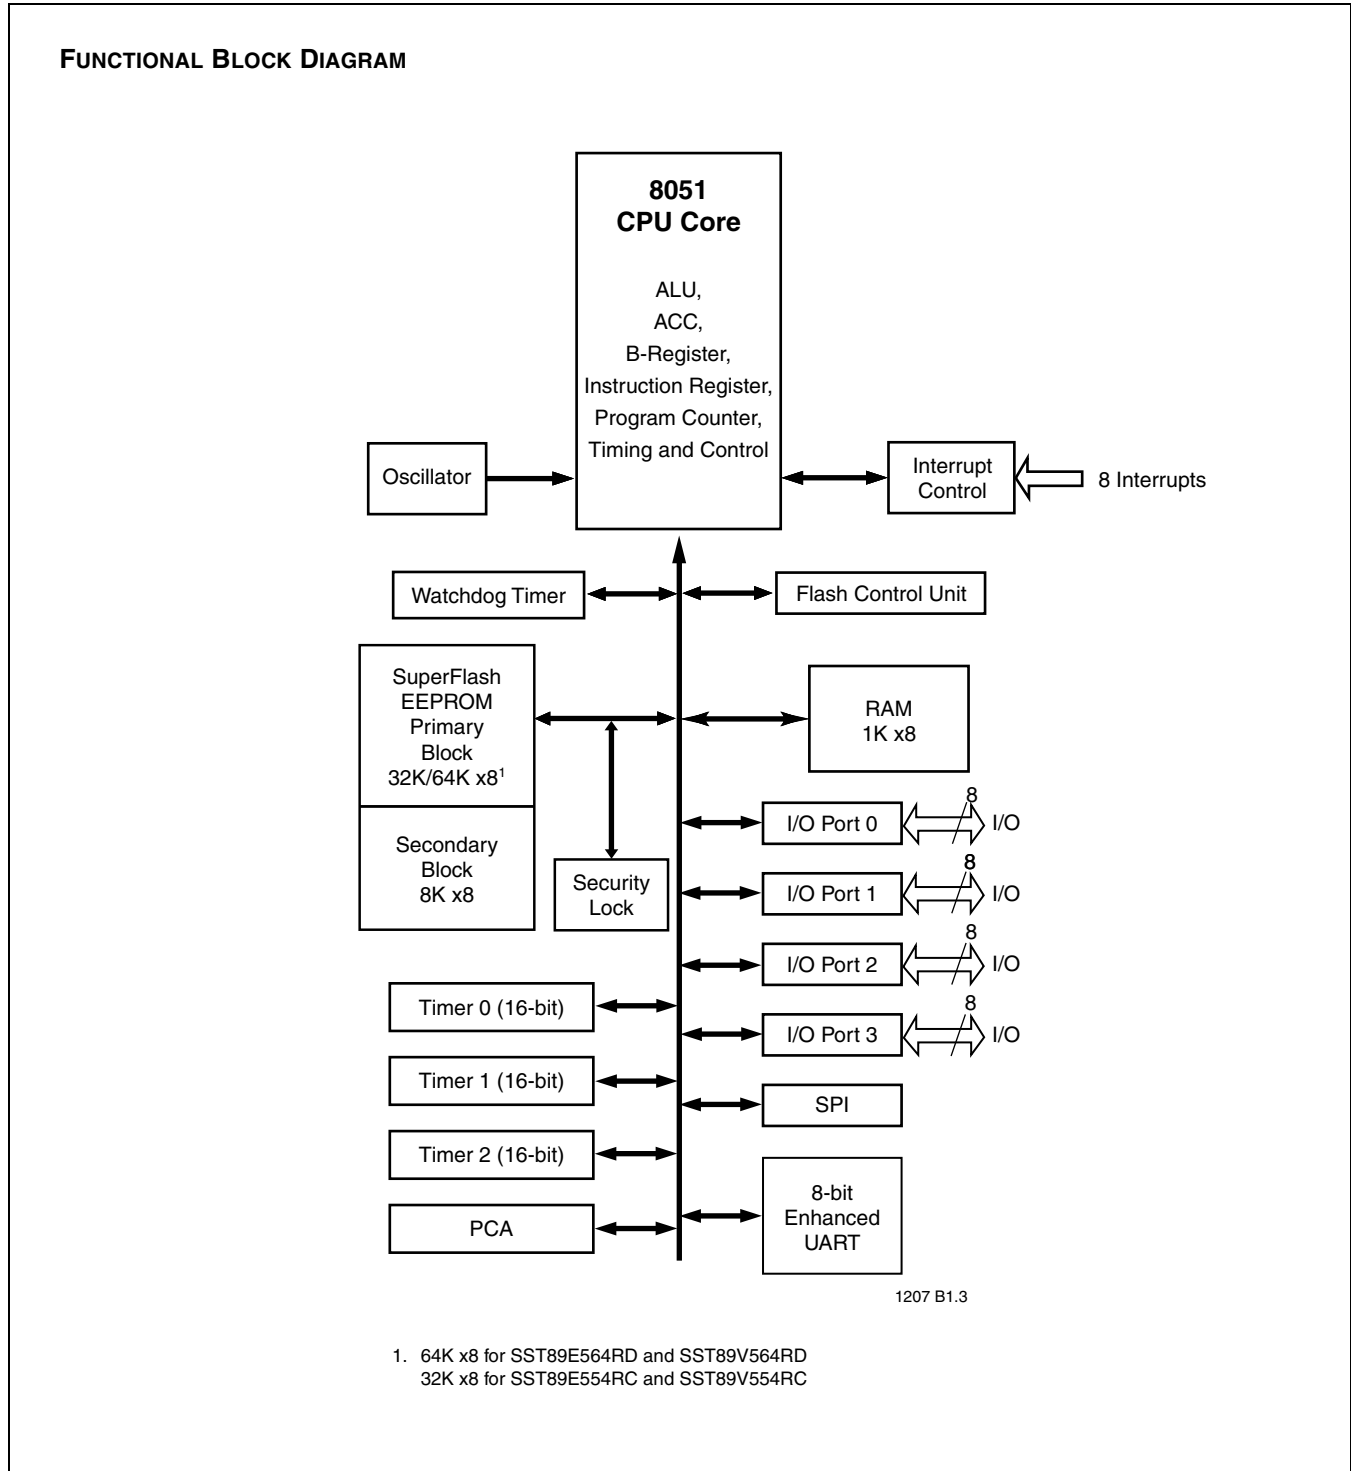 FUNCTIONAL BLOCK DIAGRAM
8051
CPU Core
ALU,
ACC,
B-Register,
Instruction Register,
Program Counter,
Timing and Control
Oscillator
Interrupt
Control
8 Interrupts
Watchdog Timer
Flash Control Unit
SuperFlash
EEPROM
Primary
Block
32K/64K x8¹
RAM
1K x8
Secondary
Block
8K x8
Security
Lock
8
I/O Port 0
I/O
8
I/O Port 1
I/O
8
I/O Port 2
I/O
8
I/O Port 3
I/O
Timer 0 (16-bit)
Timer 1 (16-bit)
SPI
Timer 2 (16-bit)
8-bit
Enhanced
UART
PCA
1207 B1.3
1. 64K x8 for SST89E564RD and SST89V564RD
32K x8 for SST89E554RC and SST89V554RC